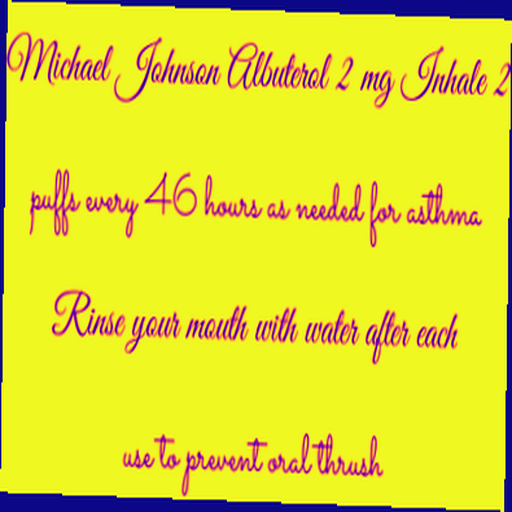 Michael Johnson Albuterol 2 mg Inhale 2
puffs every 46 hours as needed for asthma
Rinse your mouth with water after each
use to prevent oral thrush